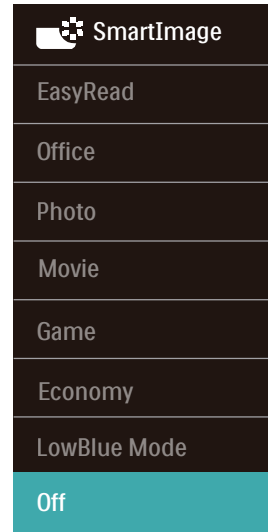 SmartImage
EasyRead
Office
Photo
Movie
Game
Economy
LowBlue Mode
Off